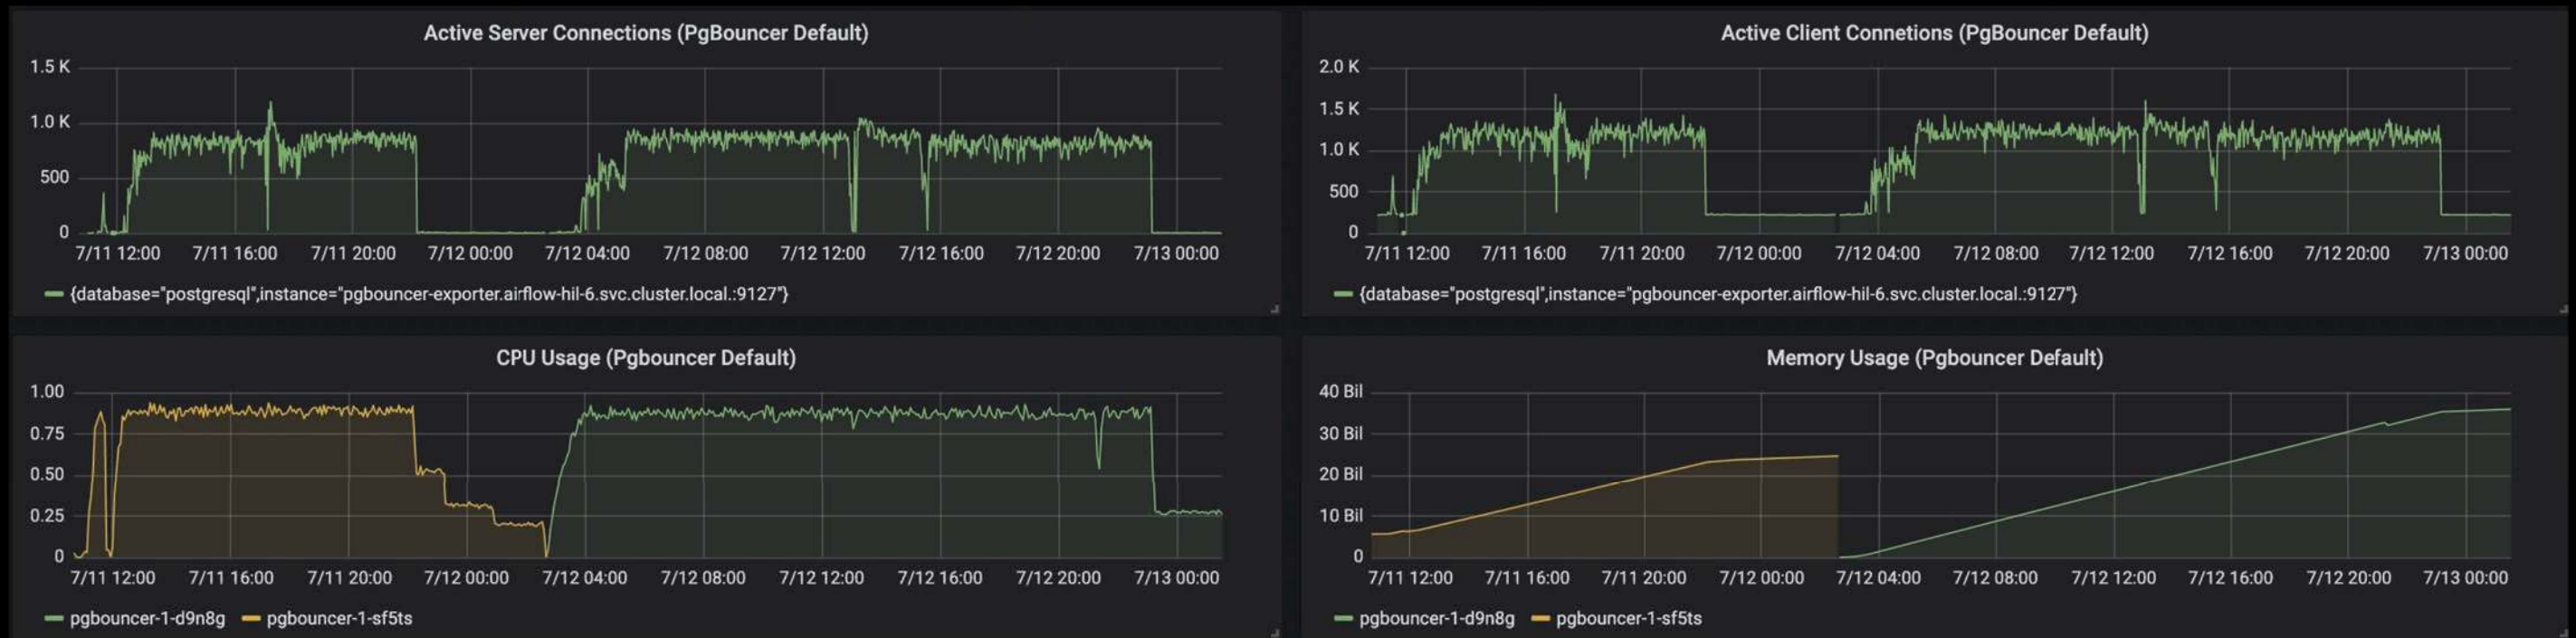 Active Server Connections (PgBouncer Default)
1.5 K
1.0 K
500
0
7/11 12:00 7/11 16:00 7/11 20:00 7/12 00:00 7/12 04:00 7/12 08:00 7/12 12:00 7/12 16:00 7/12 20:00 7/13 00:00
{database="postgresql",instance="pgbouncer-exporter.airflow-hil-6.svc.cluster.local.:9127"}
Active Client Connetions (PgBouncer Default)
2.0 K
1.5 K
1.0 K
500
0
7/11 12:00 7/11 16:00 7/11 20:00 7/12 00:00 7/12 04:00 7/12 08:00 7/12 12:00 7/12 16:00 7/12 20:00 7/13 00:00
{database="postgresql",instance="pgbouncer-exporter.airflow-hil-6.svc.cluster.local.:9127"}
CPU Usage (Pgbouncer Default)
1.00
0.75
0.50
0.25
0
7/11 12:00 7/11 16:00 7/11 20:00 7/12 00:00 7/12 04:00 7/12 08:00 7/12 12:00 7/12 16:00 7/12 20:00 7/13 00:00
pgbouncer-1-d9n8g pgbouncer-1-sf5ts
Memory Usage (Pgbouncer Default)
40 Bil
30 Bil
20 Bil
10 Bil
0
7/11 12:00 7/11 16:00 7/11 20:00 7/12 00:00 7/12 04:00 7/12 08:00 7/12 12:00 7/12 16:00 7/12 20:00 7/13 00:00
pgbouncer-1-d9n8g pgbouncer-1-sf5ts